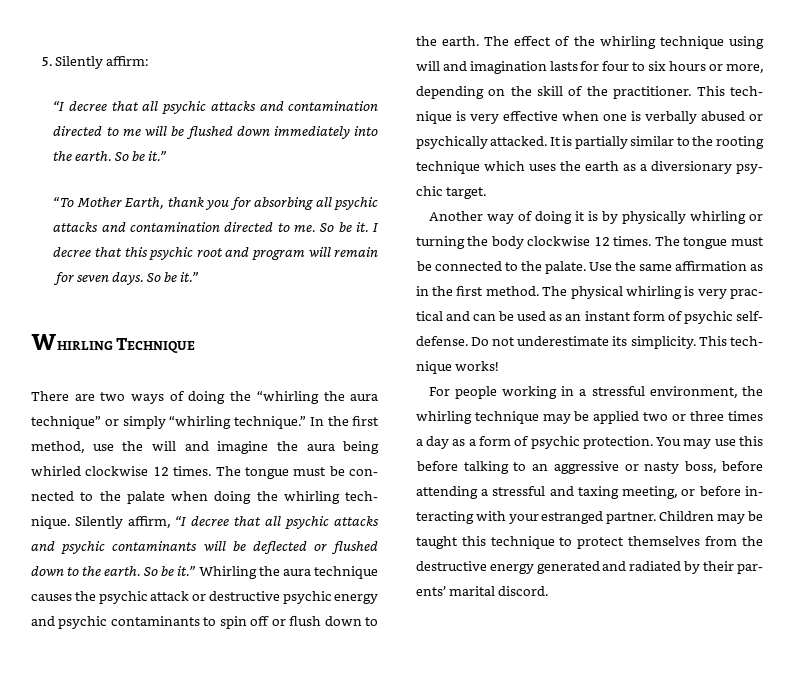 5. Silently affirm:
“I decree that all psychic attacks and contamination
directed to me will be flushed down immediately into
the earth. So be it.”
“To Mother Earth, thank you for absorbing all psychic
attacks and contamination directed to me. So be it. I
decree that this psychic root and program will remain
for seven days. So be it.”
Whirling Technique
There are two ways of doing the “whirling the aura
technique” or simply “whirling technique.” In the first
method, use the will and imagine the aura being
whirled clockwise 12 times. The tongue must be con-
nected to the palate when doing the whirling tech-
nique. Silently affirm, “I decree that all psychic attacks
and psychic contaminants will be deflected or flushed
down to the earth. So be it.” Whirling the aura technique
causes the psychic attack or destructive psychic energy
and psychic contaminants to spin off or flush down to
the earth. The effect of the whirling technique using
will and imagination lasts for four to six hours or more,
depending on the skill of the practitioner. This tech-
nique is very effective when one is verbally abused or
psychically attacked. It is partially similar to the rooting
technique which uses the earth as a diversionary psy-
chic target.
Another way of doing it is by physically whirling or
turning the body clockwise 12 times. The tongue must
be connected to the palate. Use the same affirmation as
in the first method. The physical whirling is very prac-
tical and can be used as an instant form of psychic self-
defense. Do not underestimate its simplicity. This tech-
nique works!
For people working in a stressful environment, the
whirling technique may be applied two or three times
a day as a form of psychic protection. You may use this
before talking to an aggressive or nasty boss, before
attending a stressful and taxing meeting, or before in-
teracting with your estranged partner. Children may be
taught this technique to protect themselves from the
destructive energy generated and radiated by their par-
ents’ marital discord.